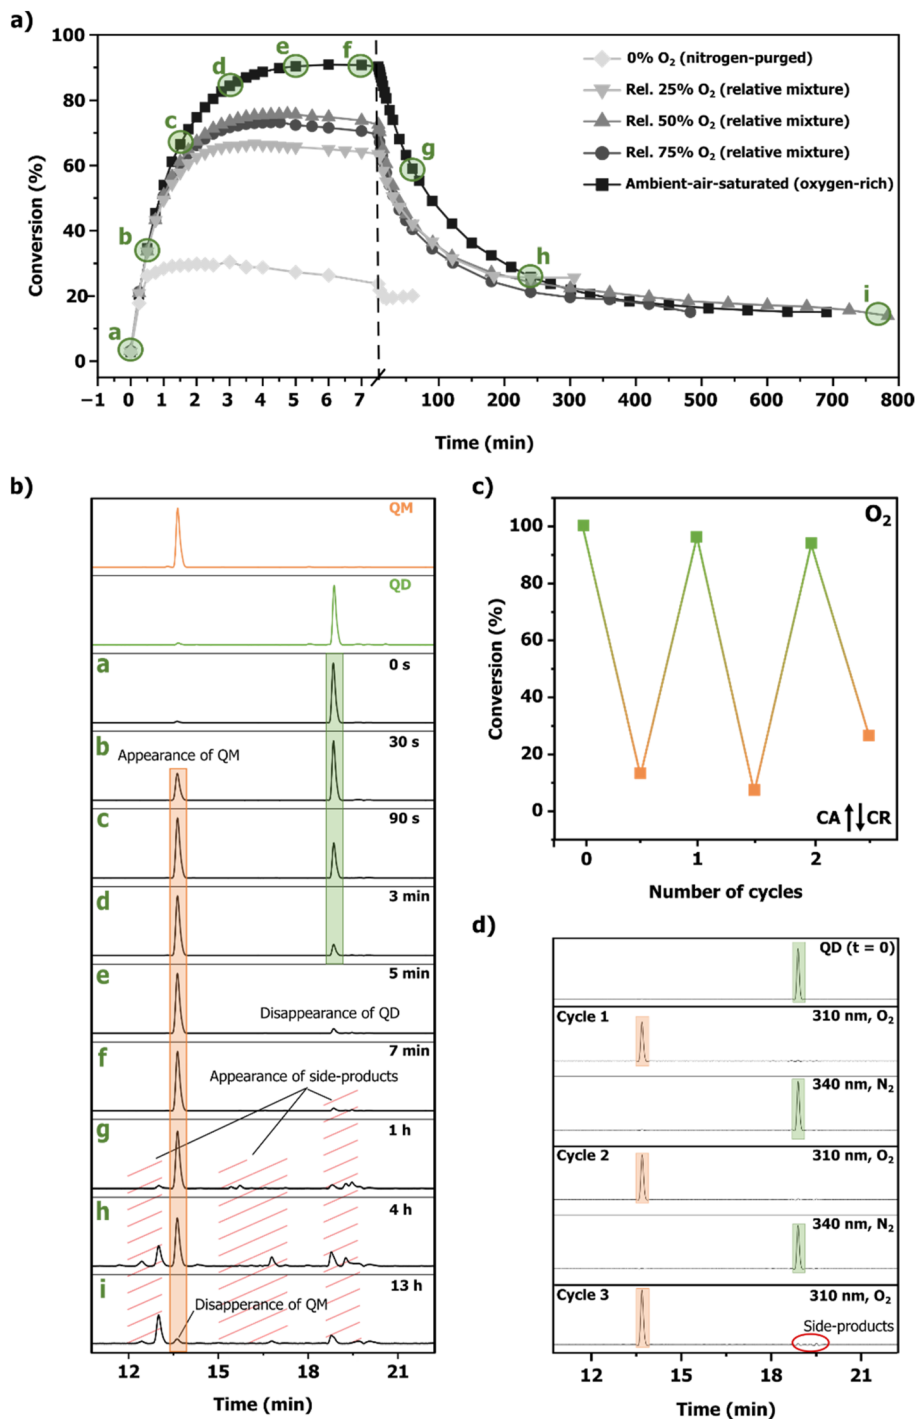 a)
100
80
60
40
20
0
Conversion (%)
a
b
c
d
e
f
g
h
i
0% O₂ (nitrogen-purged)
Rel. 25% O₂ (relative mixture)
Rel. 50% O₂ (relative mixture)
Rel. 75% O₂ (relative mixture)
Ambient-air-saturated (oxygen-rich)
−1 0 1 2 3 4 5 6 7 100 200 300 400 500 600 700 800
Time (min)
b)
QM
QD
a 0 s
b 30 s
Appearance of QM
c 90 s
d 3 min
e 5 min
Disappearance of QD
f 7 min
Appearance of side-products
g 1 h
h 4 h
i 13 h
Disapperance of QM
12 15 18 21
Time (min)
c)
O₂
100
80
60
40
20
0
Conversion (%)
CA CR
0 1 2
Number of cycles
d)
QD (t = 0)
Cycle 1 310 nm, O₂
340 nm, N₂
Cycle 2 310 nm, O₂
340 nm, N₂
Cycle 3 310 nm, O₂
Side-products
12 15 18 21
Time (min)